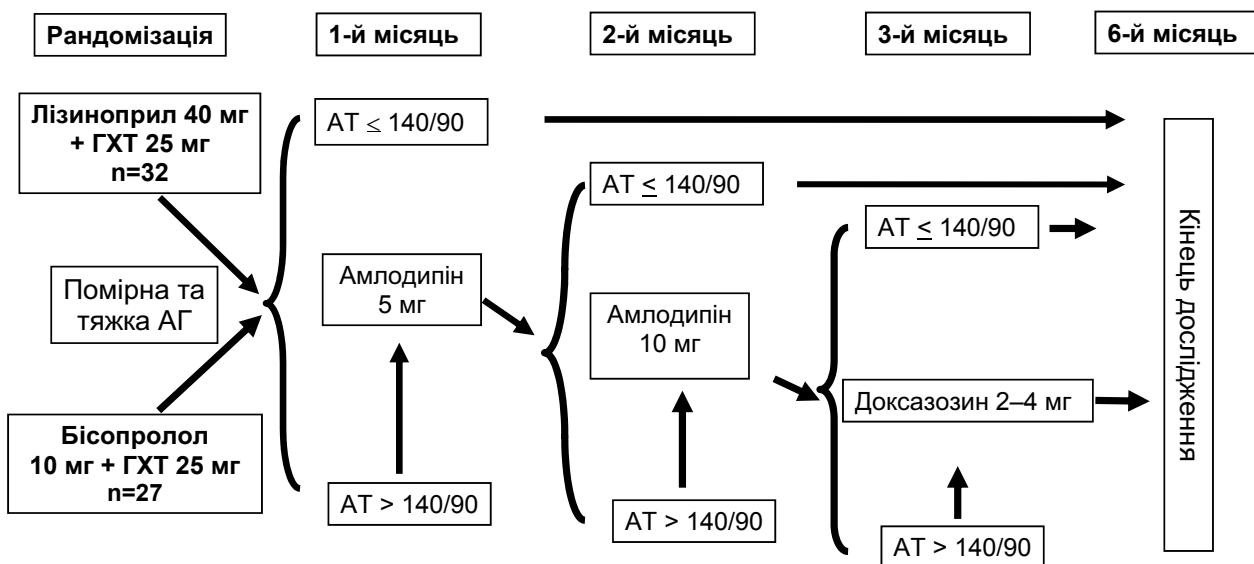 Рандомізація
1-й місяць
2-й місяць
3-й місяць
6-й місяць
Лізиноприл 40 мг
+ ГХТ 25 мг
n=32
Помірна та
тяжка АГ
Бісопролол
10 мг + ГХТ 25 мг
n=27
АТ ≤ 140/90
Амлодипін
5 мг
АТ > 140/90
АТ ≤ 140/90
Амлодипін
10 мг
АТ > 140/90
АТ ≤ 140/90
Доксазозин 2–4 мг
АТ > 140/90
Кінець дослідження